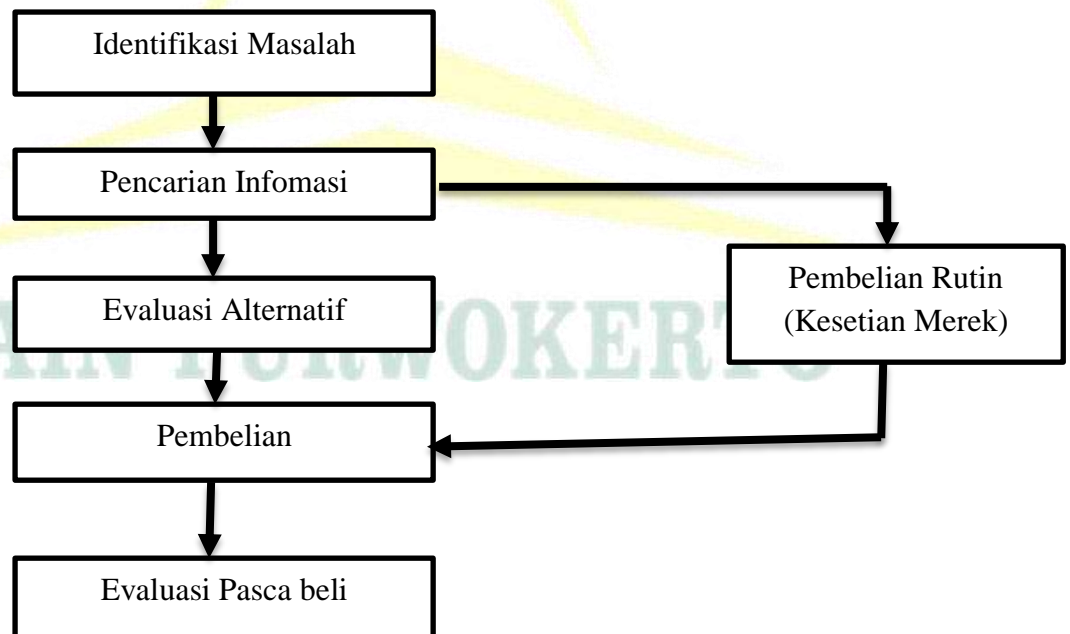 Identifikasi Masalah
Pencarian Infomasi
Evaluasi Alternatif
Pembelian Rutin
(Kesetian Merek)
Pembelian
Evaluasi Pasca beli